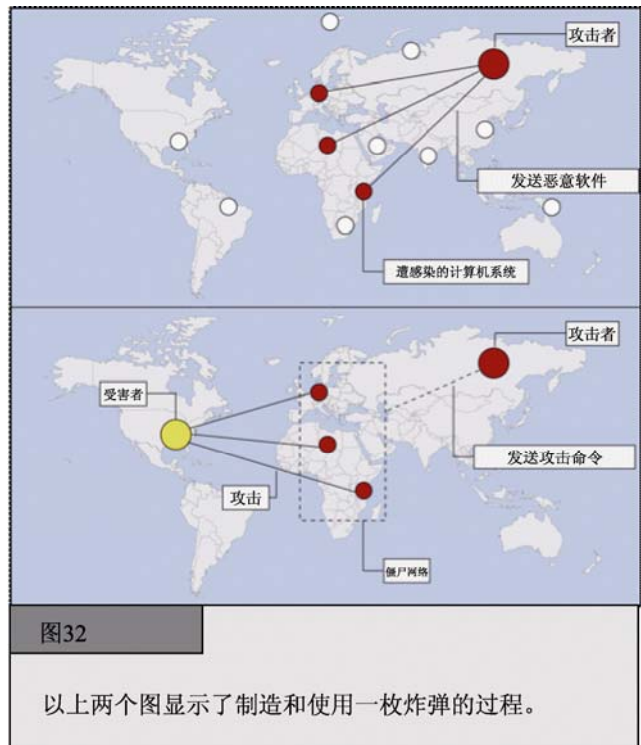 攻击者
发送恶意软件
遭感染的计算机系统
攻击者
受害者
发送攻击命令
攻击
僵尸网络
图32
以上两个图显示了制造和使用一枚炸弹的过程。